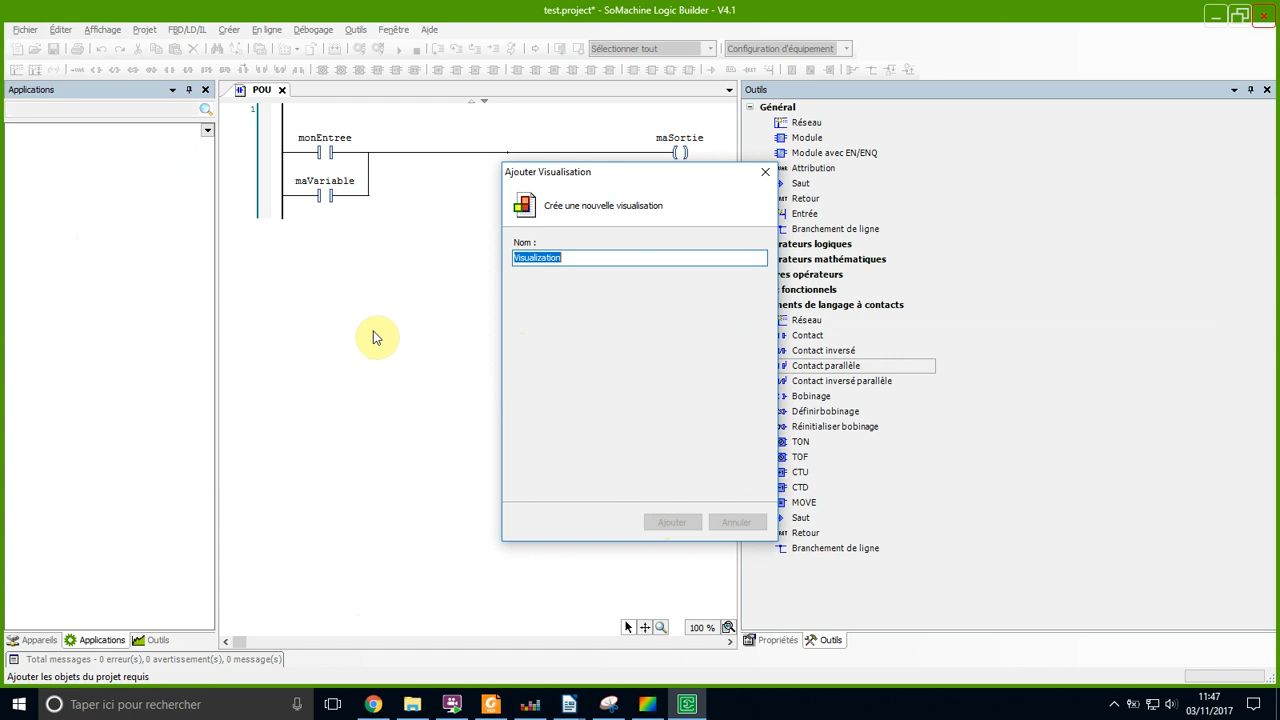 test.project* - SoMachine Logic Builder - V4.1
Fichier Éditer Affichage Projet FBD/LD/IL Créer En ligne Débogage Outils Fenêtre Aide
Sélectionner tout Configuration d'équipement
Applications POU Outils
1
monEntree maSortie
maVariable
Ajouter Visualisation
Crée une nouvelle visualisation
Nom :
Visualization
Ajouter Annuler
Général
Réseau
Module
Module avec EN/ENQ
Attribution
Saut
Retour
Entrée
Branchement de ligne
rateurs logiques
rateurs mathématiques
res opérateurs
fonctionnels
ments de langage à contacts
Réseau
Contact
Contact inversé
Contact parallèle
Contact inversé parallèle
Bobinage
Définir bobinage
Réinitialiser bobinage
TON
TOF
CTU
CTD
MOVE
Saut
Retour
Branchement de ligne
100 %
Appareils Applications Outils Propriétés Outils
Total messages - 0 erreur(s), 0 avertissement(s), 0 message(s)
Ajouter les objets du projet requis
Taper ici pour rechercher
11:47
03/11/2017